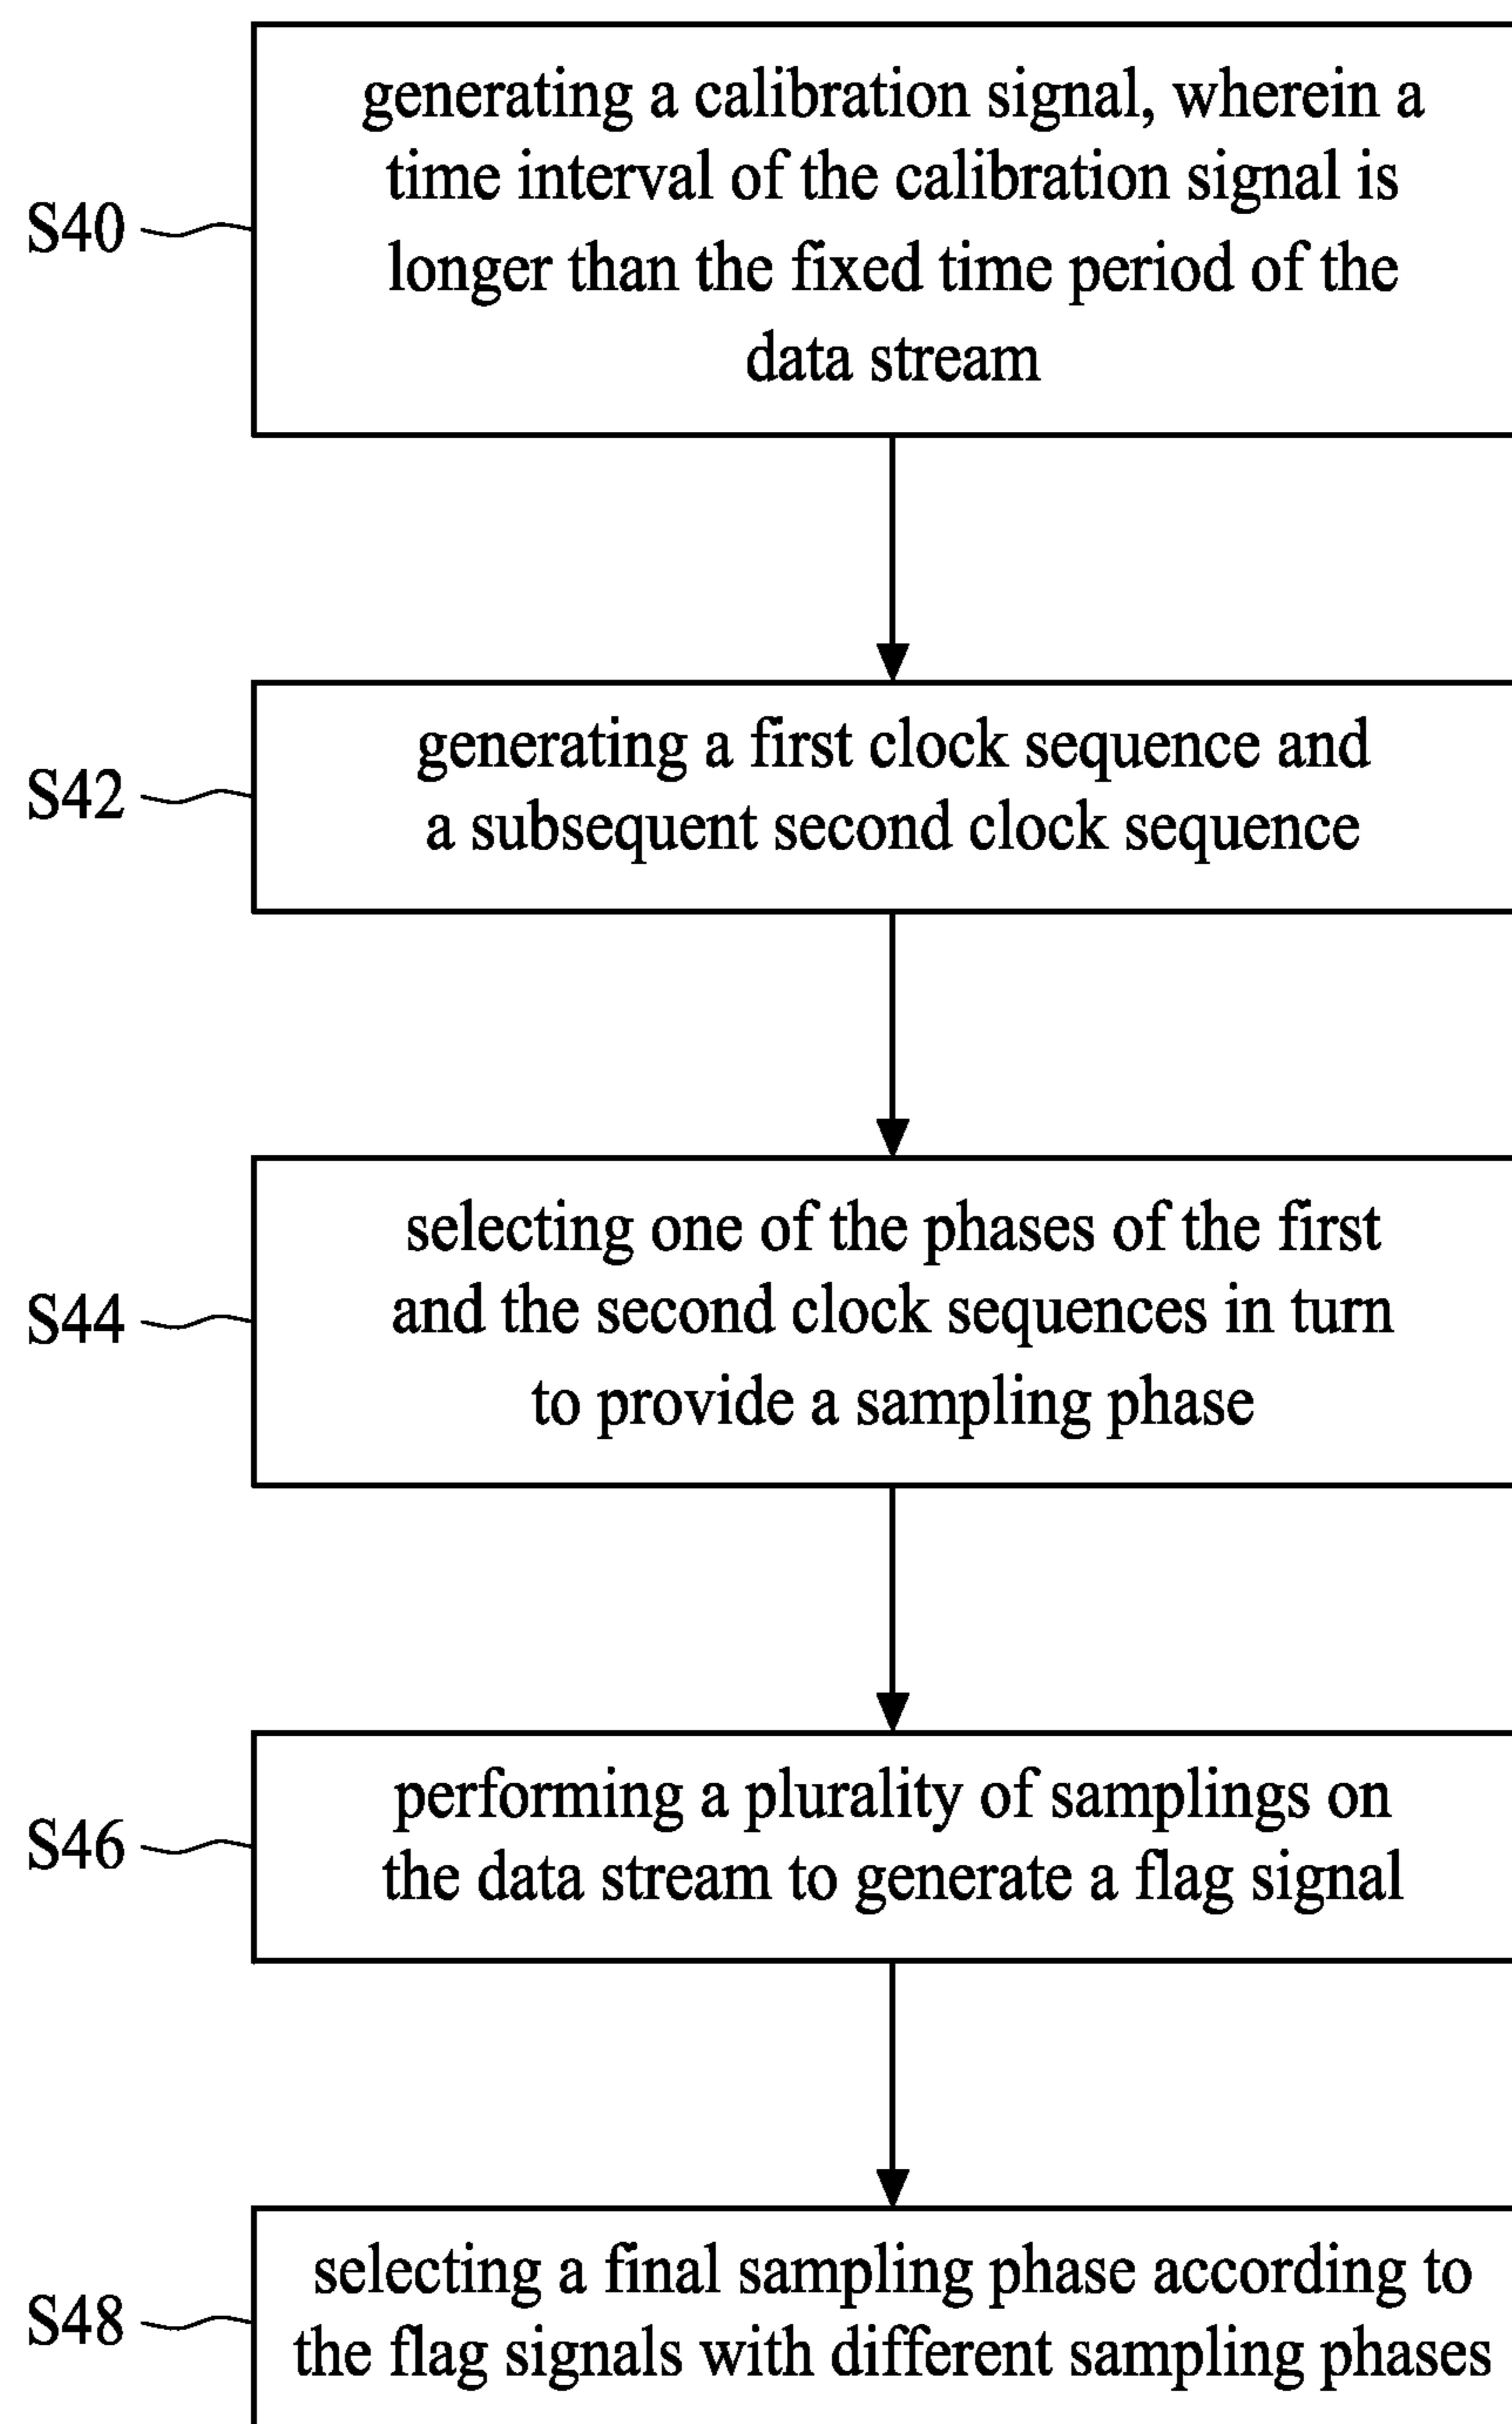 generating a calibration signal, wherein a
time interval of the calibration signal is
S40
longer than the fixed time period of the
data stream
generating a first clock sequence and
S42
a subsequent second clock sequence
selecting one of the phases of the first
S44
and the second clock sequences in turn
to provide a sampling phase
performing a plurality of samplings on
S46
the data stream to generate a flag signal
selecting a final sampling phase according to
S48
the flag signals with different sampling phases